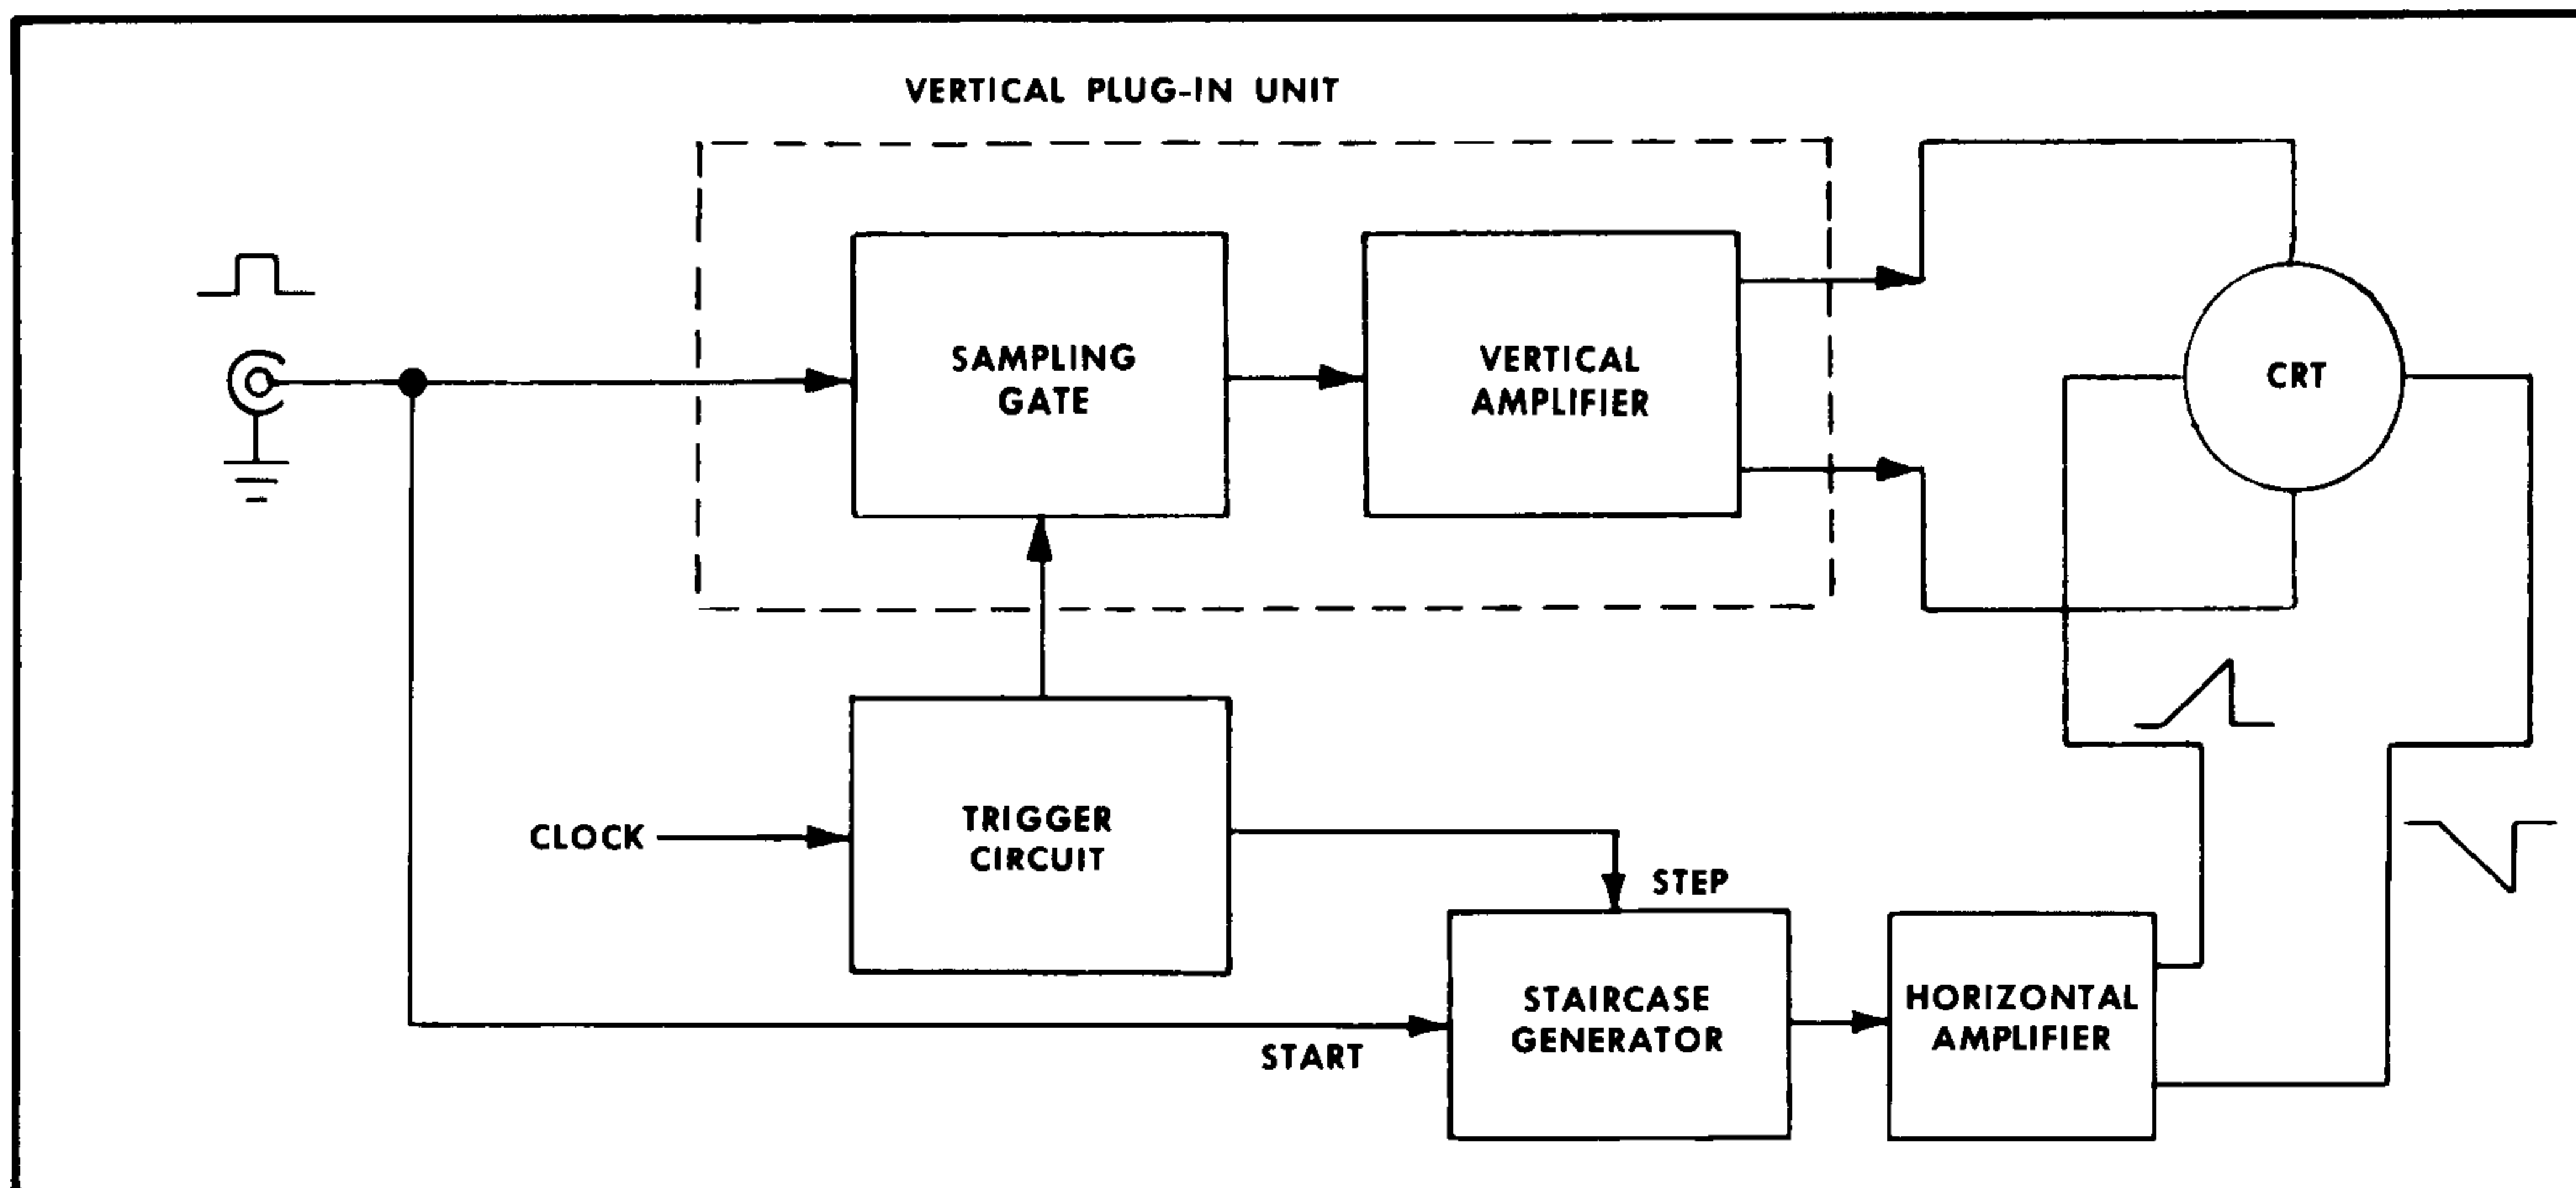 VERTICAL PLUG-IN UNIT
SAMPLING
GATE
VERTICAL
AMPLIFIER
CRT
CLOCK
TRIGGER
CIRCUIT
STEP
START
STAIRCASE
GENERATOR
HORIZONTAL
AMPLIFIER